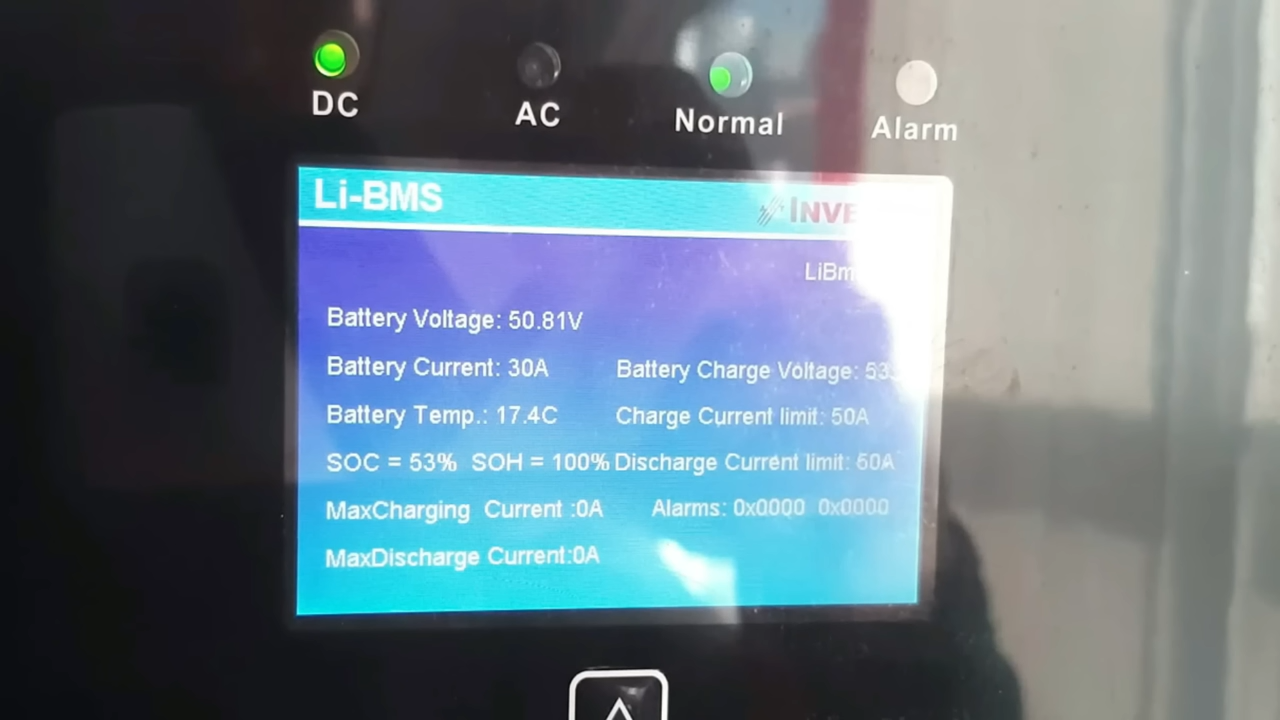 DC
AC
Normal
Alarm
Li-BMS
Battery Voltage: 50.81V
Battery Current: 30A
Battery Charge Voltage:
Battery Temp.: 17.4C
Charge Current limit: 50A
SOC = 53% SOH = 100%
Discharge Current limit: 50A
MaxCharging Current :0A
Alarms: 0x0000 0x0000
MaxDischarge Current:0A